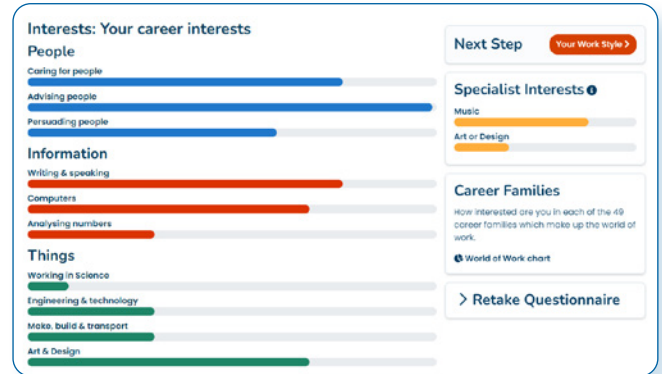 Interests: Your career interests
People
Caring for people
Advising people
Persuading people
Information
Writing & speaking
Computers
Analysing numbers
Things
Working in Science
Engineering & technology
Make, build & transport
Art & Design
Next Step
Your Work Style >
Specialist Interests
Music
Art or Design
Career Families
How interested are you in each of the 49
career families which make up the world of
work.
World of Work chart
> Retake Questionnaire